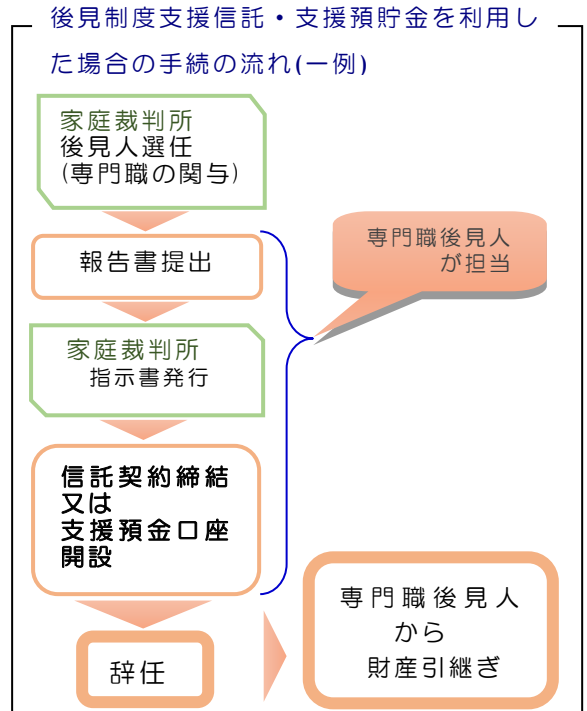 後見制度支援信託・支援預貯金を利用し
た場合の手続の流れ(一例)
家庭裁判所
後見人選任
(専門職の関与)
報告書提出
専門職後見人
が担当
家庭裁判所
指示書発行
信託契約締結
又は
支援預金口座
開設
辞任
専門職後見人
から
財産引継ぎ